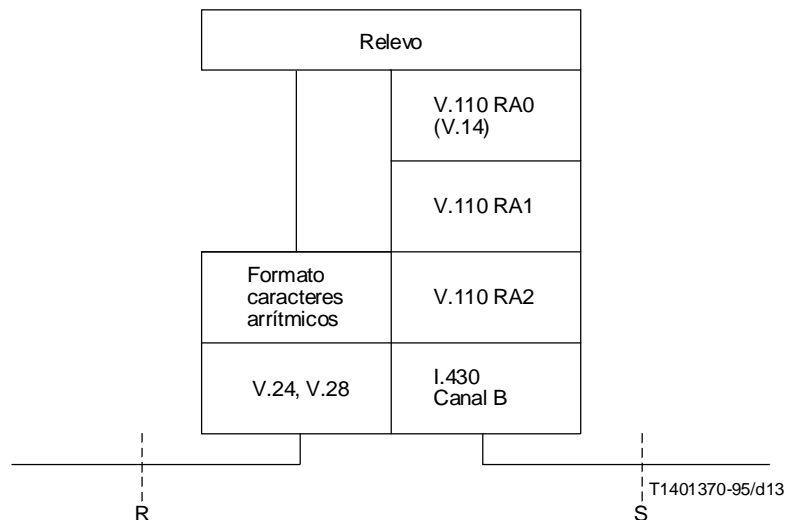 Relevo
V.110 RA0
(V.14)
V.110 RA1
Formato
caracteres
arrítmicos
V.110 RA2
V.24, V.28
I.430
Canal B
T1401370-95/d13
R
S